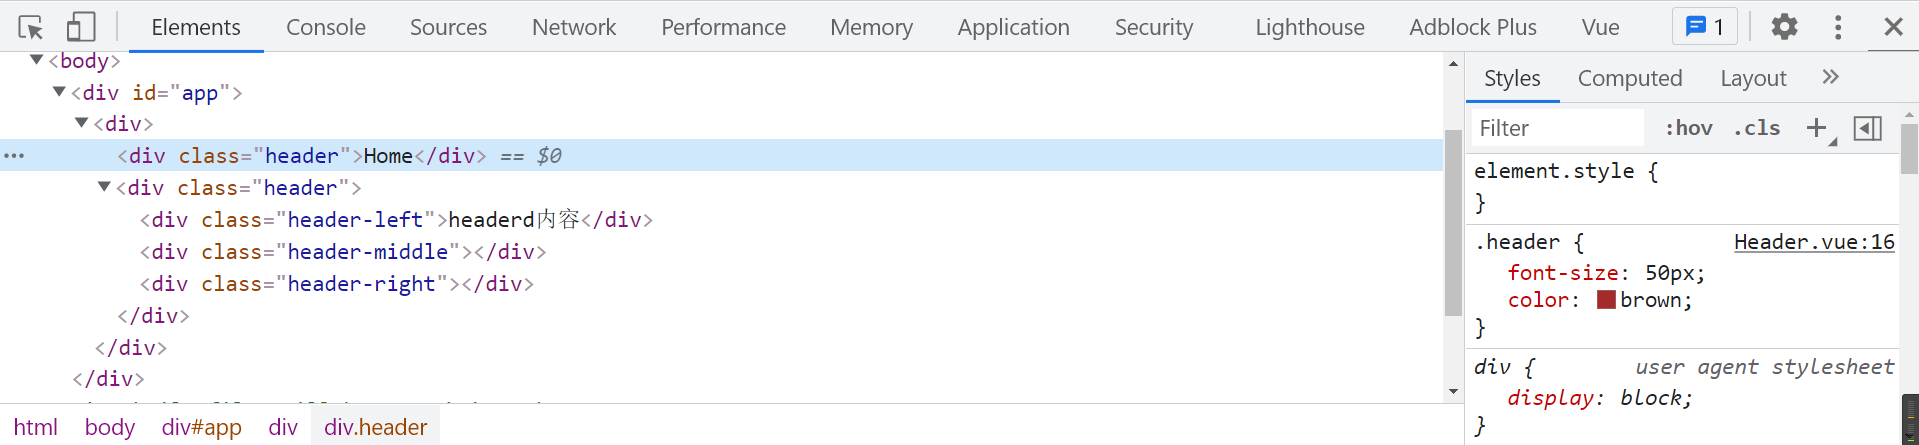 Elements Console Sources Network Performance Memory Application Security Lighthouse Adblock Plus Vue 1
<body>
<div id="app">
<div>
<div class="header">Home</div> == $0
<div class="header">
<div class="header-left">headerd内容</div>
<div class="header-middle"></div>
<div class="header-right"></div>
</div>
</div>
</div>
html body div#app div div.header
Styles Computed Layout »
Filter :hov .cls +
element.style {
}
.header { Header.vue:16
font-size: 50px;
color: brown;
}
div { user agent stylesheet
display: block;
}